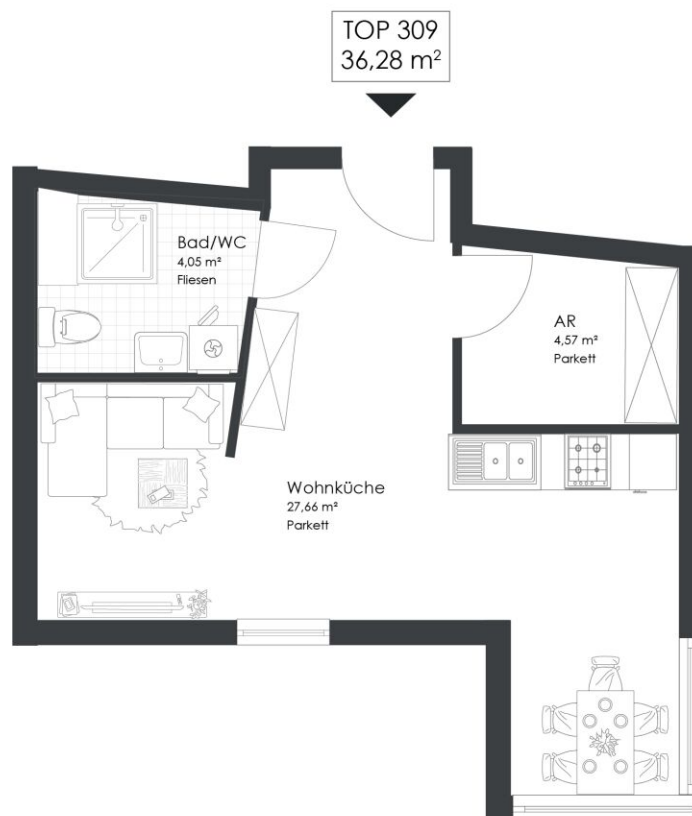 TOP 309
36,28 m²
Bad/WC
4,05 m²
Fliesen
AR
4,57 m²
Parkett
Wohnküche
27,66 m²
Parkett